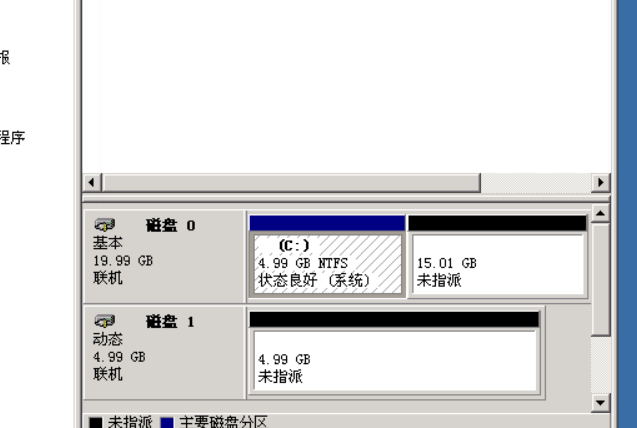 报
程序
磁盘 0
基本
19.99 GB
联机
(C:)
4.99 GB NTFS
状态良好 (系统)
15.01 GB
未指派
磁盘 1
动态
4.99 GB
联机
4.99 GB
未指派
未指派 主要磁盘分区